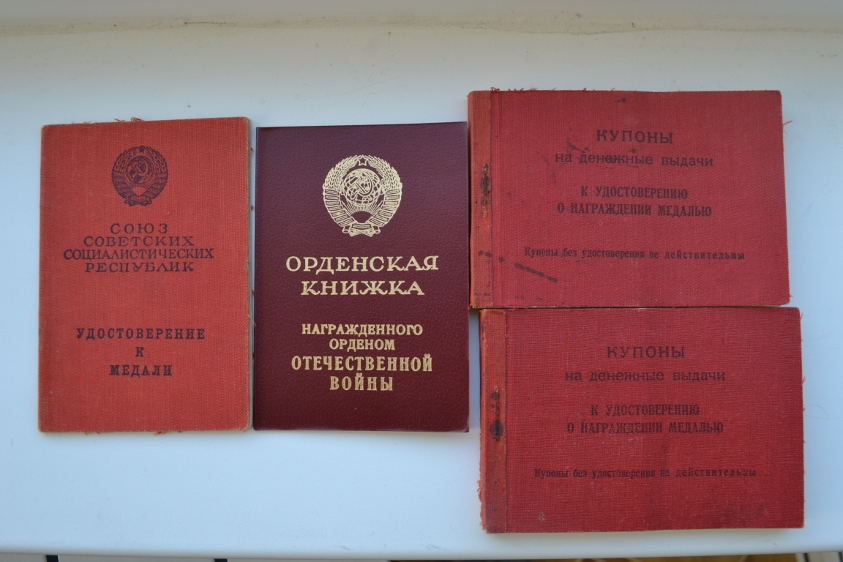 СОЮЗ
СОВЕТСКИХ
СОЦИАЛИСТИЧЕСКИХ
РЕСПУБЛИК
УДОСТОВЕРЕНИЕ
К
МЕДАЛИ
ОРДЕНСКАЯ
КНИЖКА
НАГРАЖДЕННОГО
ОРДЕНОМ
ОТЕЧЕСТВЕННОЙ
ВОЙНЫ
КУПОНЫ
на денежные выдачи
К УДОСТОВЕРЕНИЮ
О НАГРАЖДЕНИИ МЕДАЛЬЮ
Купоны без удостоверения не действительны
КУПОНЫ
на денежные выдачи
К УДОСТОВЕРЕНИЮ
О НАГРАЖДЕНИИ МЕДАЛЬЮ
Купоны без удостоверения не действительны